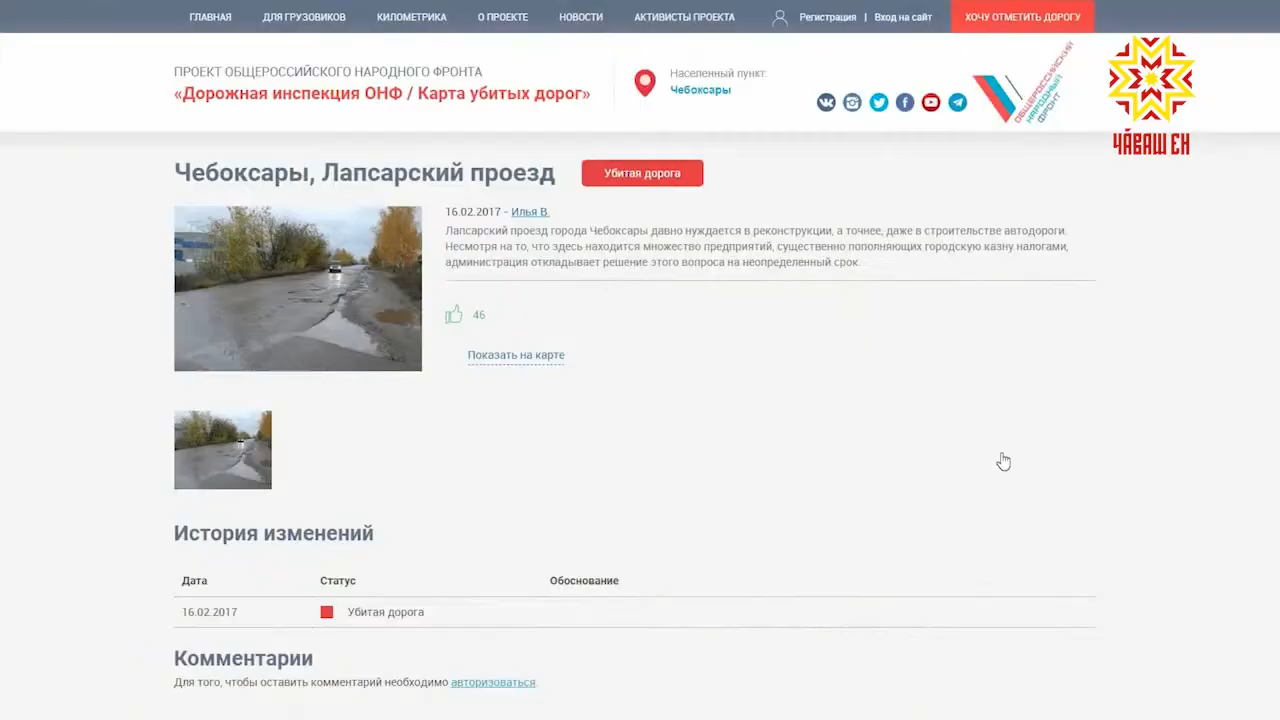 ГЛАВНАЯ ДЛЯ ГРУЗОВИКОВ КИЛОМЕТРИКА О ПРОЕКТЕ НОВОСТИ АКТИВИСТЫ ПРОЕКТА Регистрация | Вход на сайт ХОЧУ ОТМЕТИТЬ ДОРОГУ
ПРОЕКТ ОБЩЕРОССИЙСКОГО НАРОДНОГО ФРОНТА
«Дорожная инспекция ОНФ / Карта убитых дорог»
Населенный пункт:
Чебоксары
ОБЩЕРОССИЙСКИЙ
НАРОДНЫЙ
ФРОНТ
ЧӐВАШ ЕН
Чебоксары, Лапсарский проезд
Убитая дорога
16.02.2017 - Илья В.
Лапсарский проезд города Чебоксары давно нуждается в реконструкции, а точнее, даже в строительстве автодороги.
Несмотря на то, что здесь находится множество предприятий, существенно пополняющих городскую казну налогами,
администрация откладывает решение этого вопроса на неопределенный срок.
46
Показать на карте
История изменений
Дата Статус Обоснование
16.02.2017 Убитая дорога
Комментарии
Для того, чтобы оставить комментарий необходимо авторизоваться.